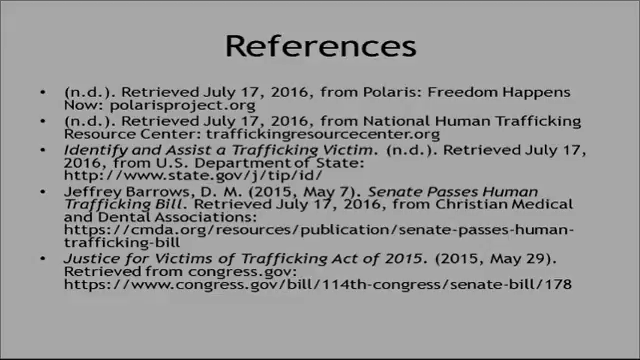 References
• (n.d.). Retrieved July 17, 2016, from Polaris: Freedom Happens
Now: polarisproject.org
• (n.d.). Retrieved July 17, 2016, from National Human Trafficking
Resource Center: traffickingresourcecenter.org
• Identify and Assist a Trafficking Victim. (n.d.). Retrieved July 17,
2016, from U.S. Department of State:
http://www.state.gov/j/tip/id/
• Jeffrey Barrows, D. M. (2015, May 7). Senate Passes Human
Trafficking Bill. Retrieved July 17, 2016, from Christian Medical
and Dental Associations:
https://cmda.org/resources/publication/senate-passes-human-
trafficking-bill
• Justice for Victims of Trafficking Act of 2015. (2015, May 29).
Retrieved from congress.gov:
https://www.congress.gov/bill/114th-congress/senate-bill/178